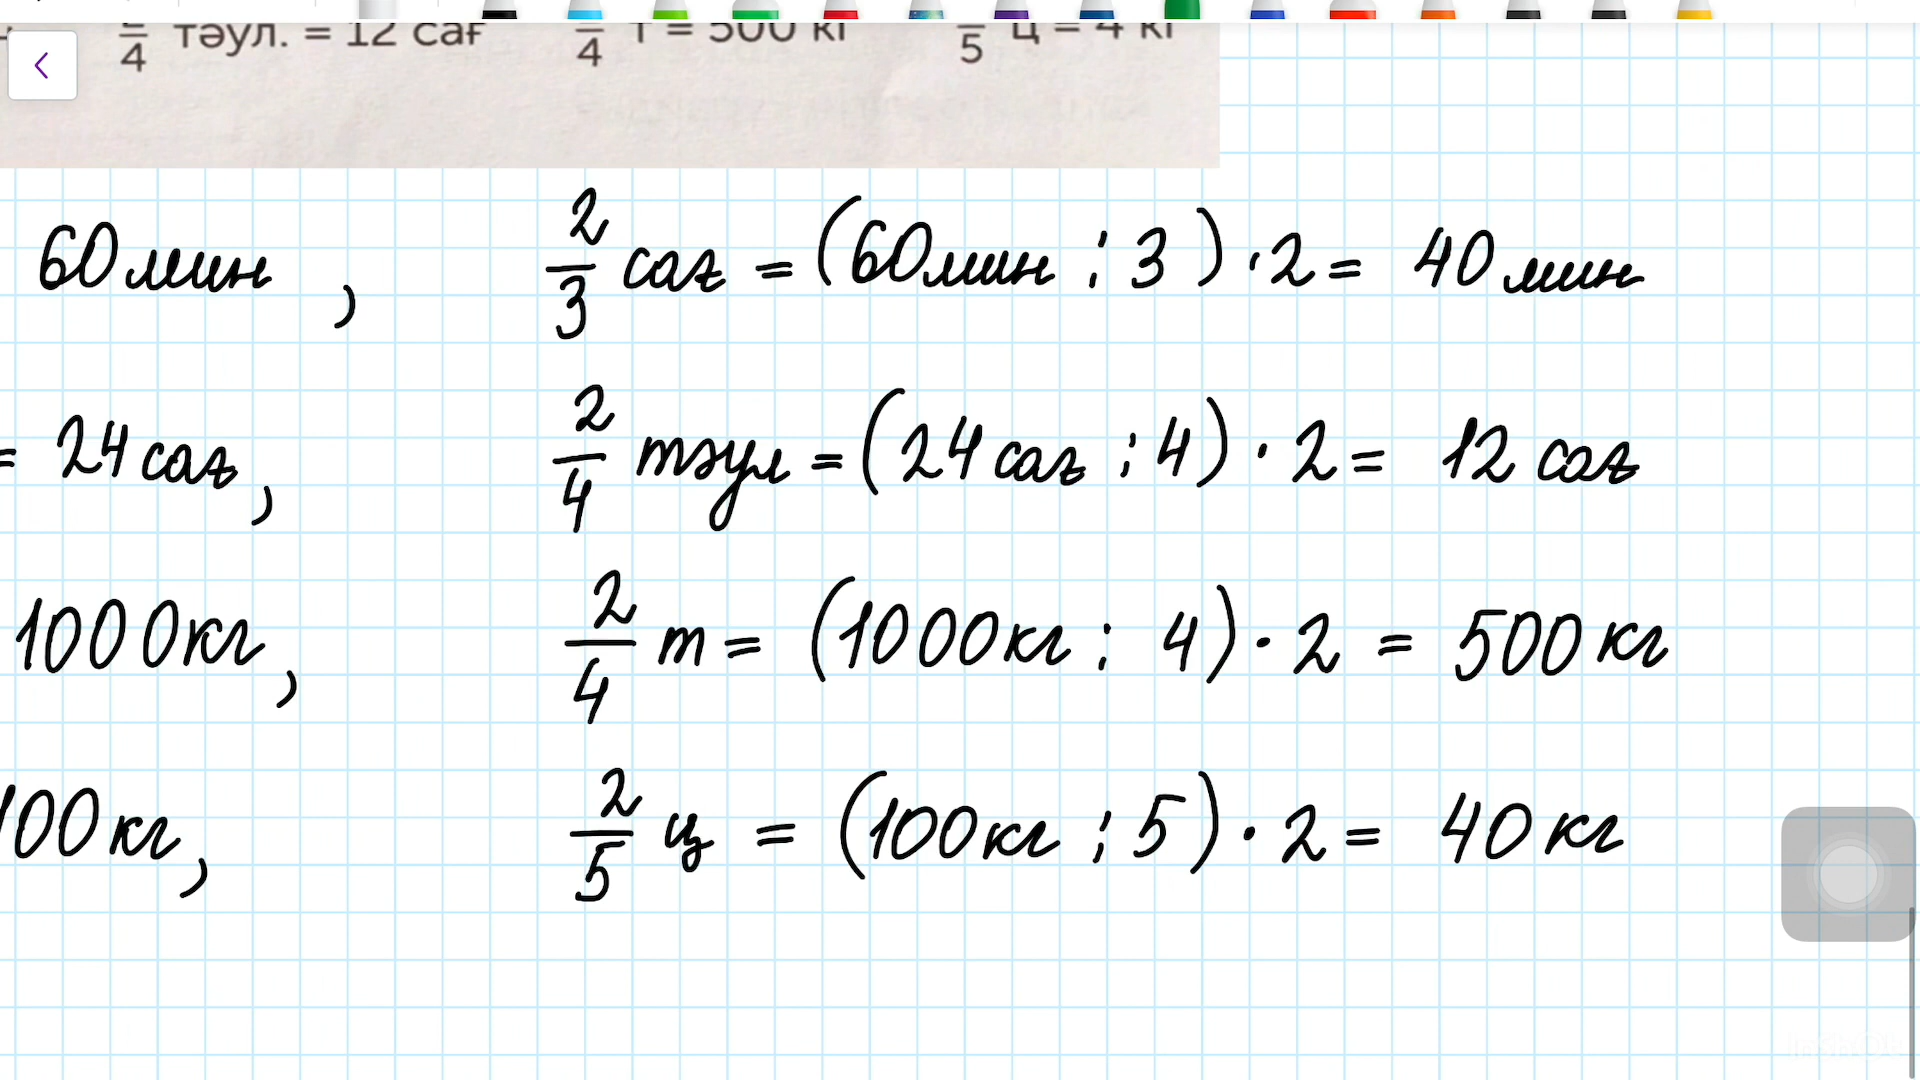 2/4 тәул. = 12 сағ 2/4 т = 500 кг /5 ц = 4 кг
60 мин, 2/3 сағ = (60 мин : 3) · 2 = 40 мин
= 24 сағ, 2/4 тәул = (24 сағ : 4) · 2 = 12 сағ
1000 кг, 2/4 т = (1000 кг : 4) · 2 = 500 кг
100 кг, 2/5 ц = (100 кг : 5) · 2 = 40 кг